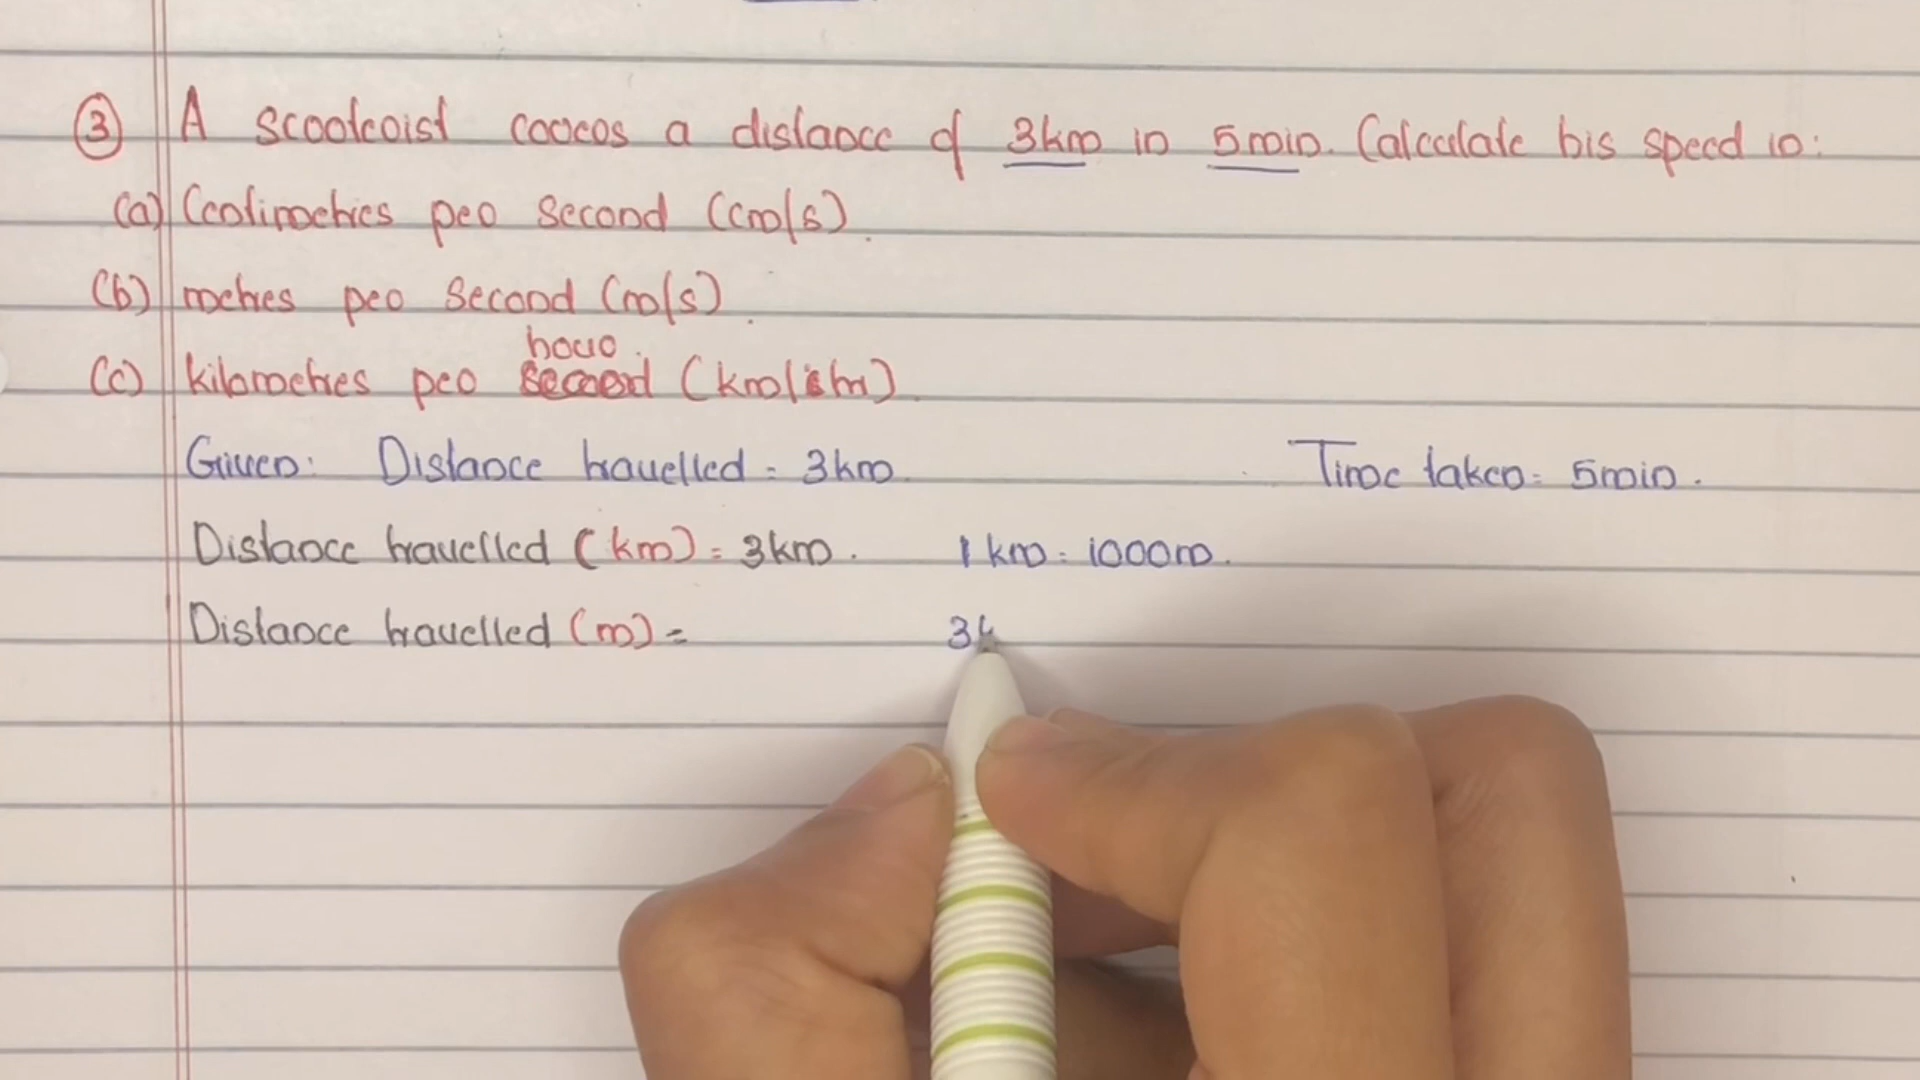 ③ A scooterist covers a distance of 3km in 5min. Calculate his speed in:
(a) Centimetres per second (cm/s).
(b) metres per second (m/s).
hour
(c) kilometres per second (km/hr).
Given: Distance travelled = 3km. Time taken = 5min.
Distance travelled (km) = 3km. 1 km = 1000m.
Distance travelled (m) = 3k